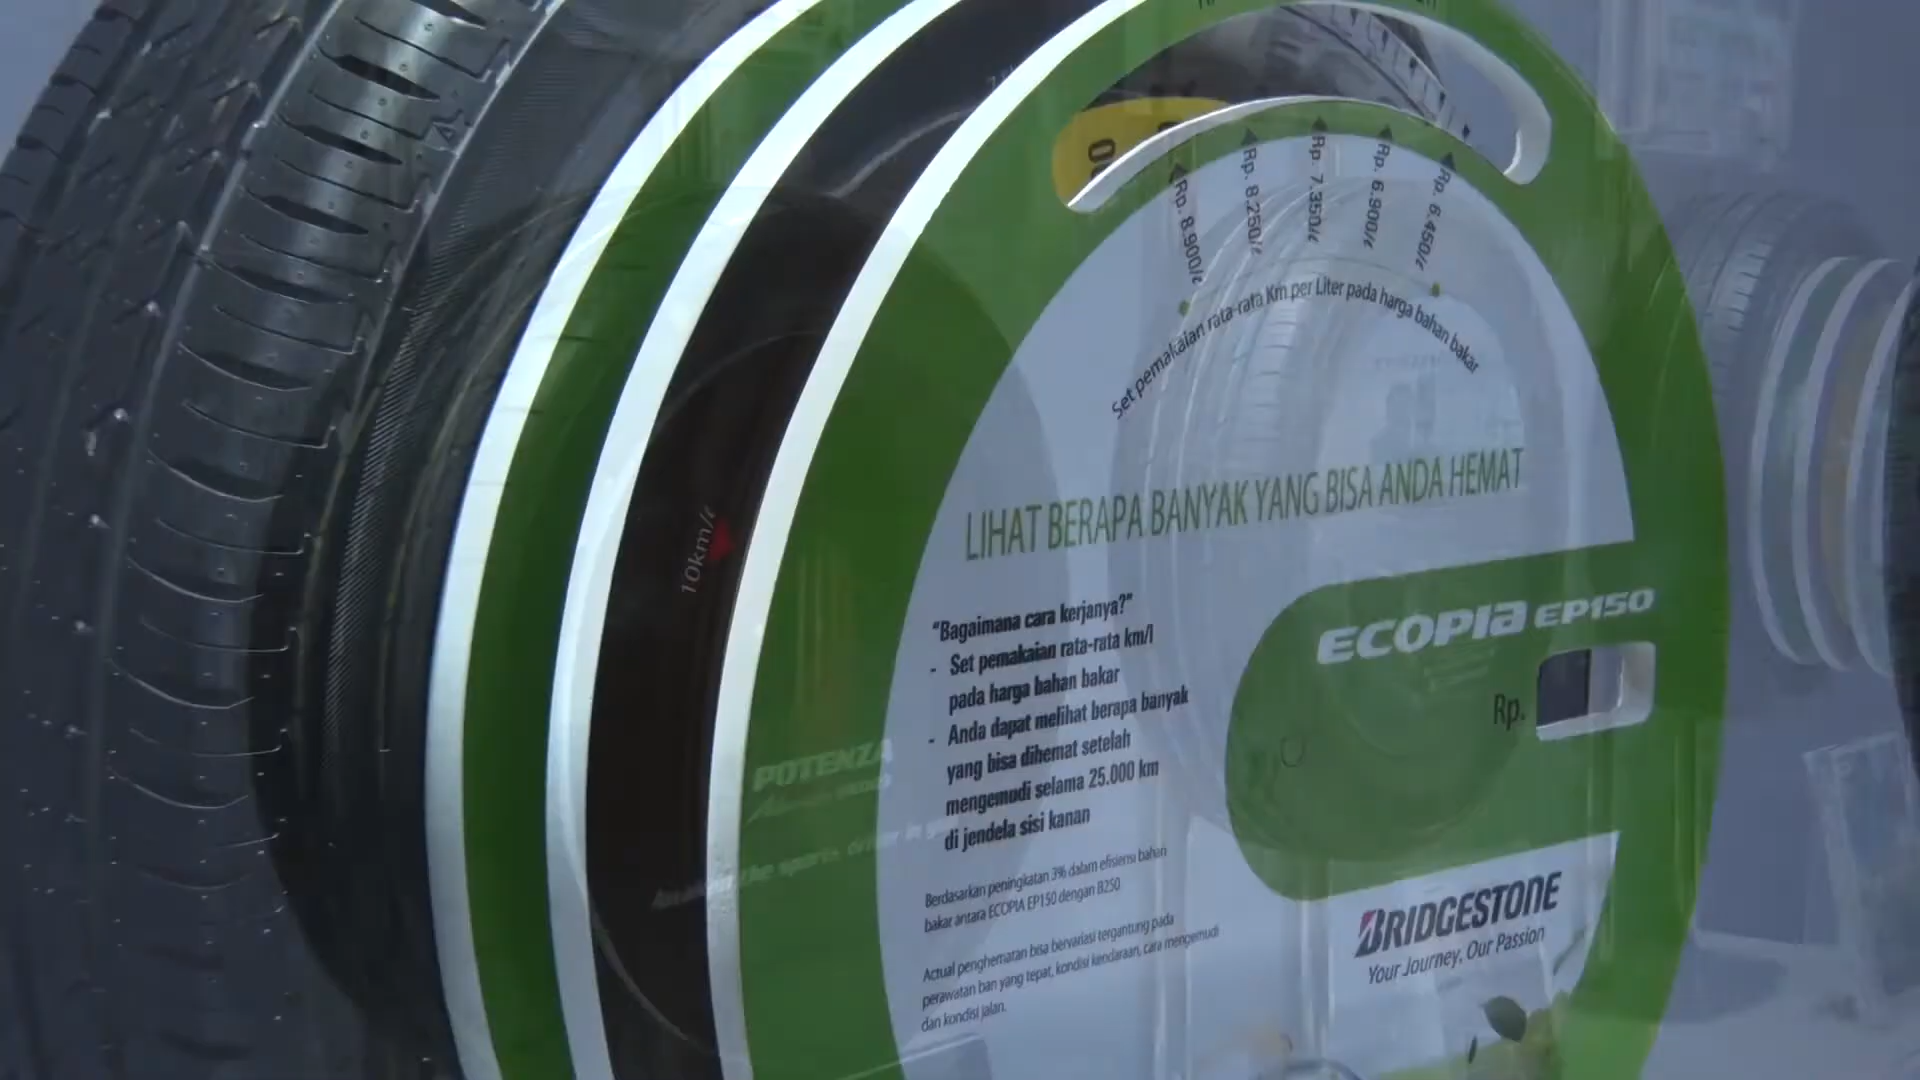 00
Rp. 8.900/ℓ
Rp. 8.250/ℓ
Rp. 7.350/ℓ
Rp. 6.900/ℓ
Rp. 6.450/ℓ
Set pemakaian rata-rata Km per Liter pada harga bahan bakar
LIHAT BERAPA BANYAK YANG BISA ANDA HEMAT
10km/ℓ
"Bagaimana cara kerjanya?"
- Set pemakaian rata-rata km/l
pada harga bahan bakar
- Anda dapat melihat berapa banyak
yang bisa dihemat setelah
mengemudi selama 25.000 km
di jendela sisi kanan
ECOPIA EP150
Rp.
POTENZA
Berdasarkan peningkatan 3% dalam efisiensi bahan
bakar antara ECOPIA EP150 dengan B250
Actual penghematan bisa bervariasi tergantung pada
perawatan ban yang tepat, kondisi kendaraan, cara mengemudi
dan kondisi jalan.
BRIDGESTONE
Your Journey, Our Passion